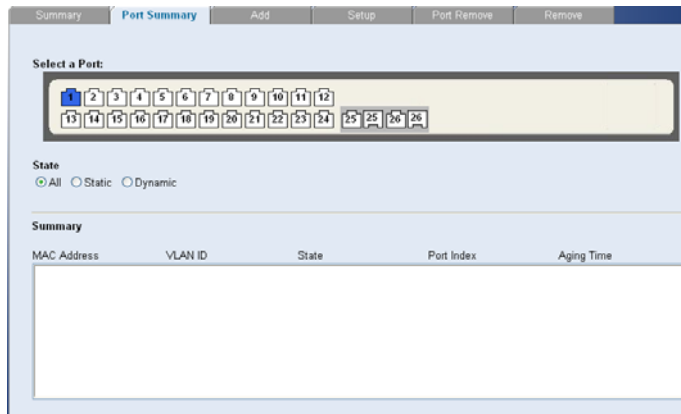 Summary Port Summary Add Setup Port Remove Remove
Select a Port:
1 2 3 4 5 6 7 8 9 10 11 12
13 14 15 16 17 18 19 20 21 22 23 24 25 25 26 26
State
All Static Dynamic
Summary
MAC Address VLAN ID State Port Index Aging Time